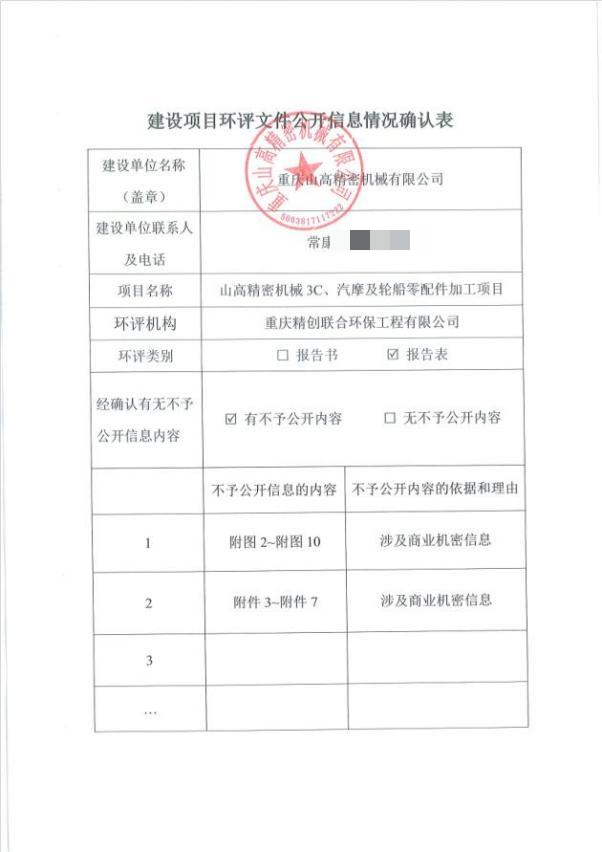 建设项目环评文件公开信息情况确认表
建设单位名称
（盖章）
重庆山高精密机械有限公司
重庆山高精密机械有限公司
建设单位联系人
及电话
常
项目名称
山高精密机械 3C、汽摩及轮船零配件加工项目
环评机构
重庆精创联合环保工程有限公司
环评类别
☐ 报告书 ☑ 报告表
经确认有无不予
公开信息内容
☑ 有不予公开内容 ☐ 无不予公开内容
不予公开信息的内容 不予公开内容的依据和理由
1 附图 2~附图 10 涉及商业机密信息
2 附件 3~附件 7 涉及商业机密信息
3
…